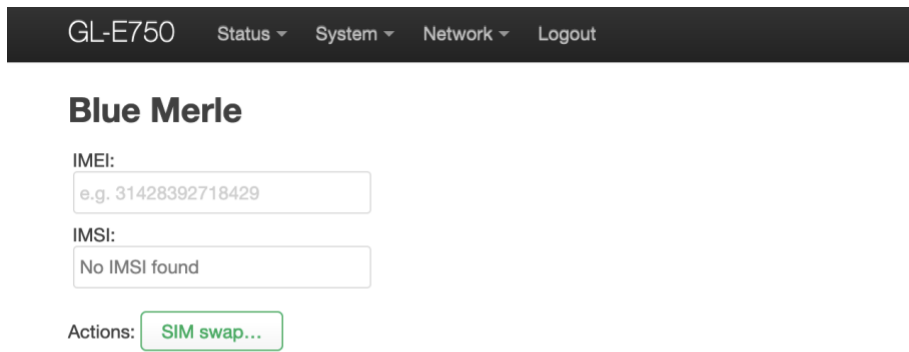 GL-E750 Status System Network Logout
Blue Merle
IMEI:
e.g. 31428392718429
IMSI:
No IMSI found
Actions: SIM swap...